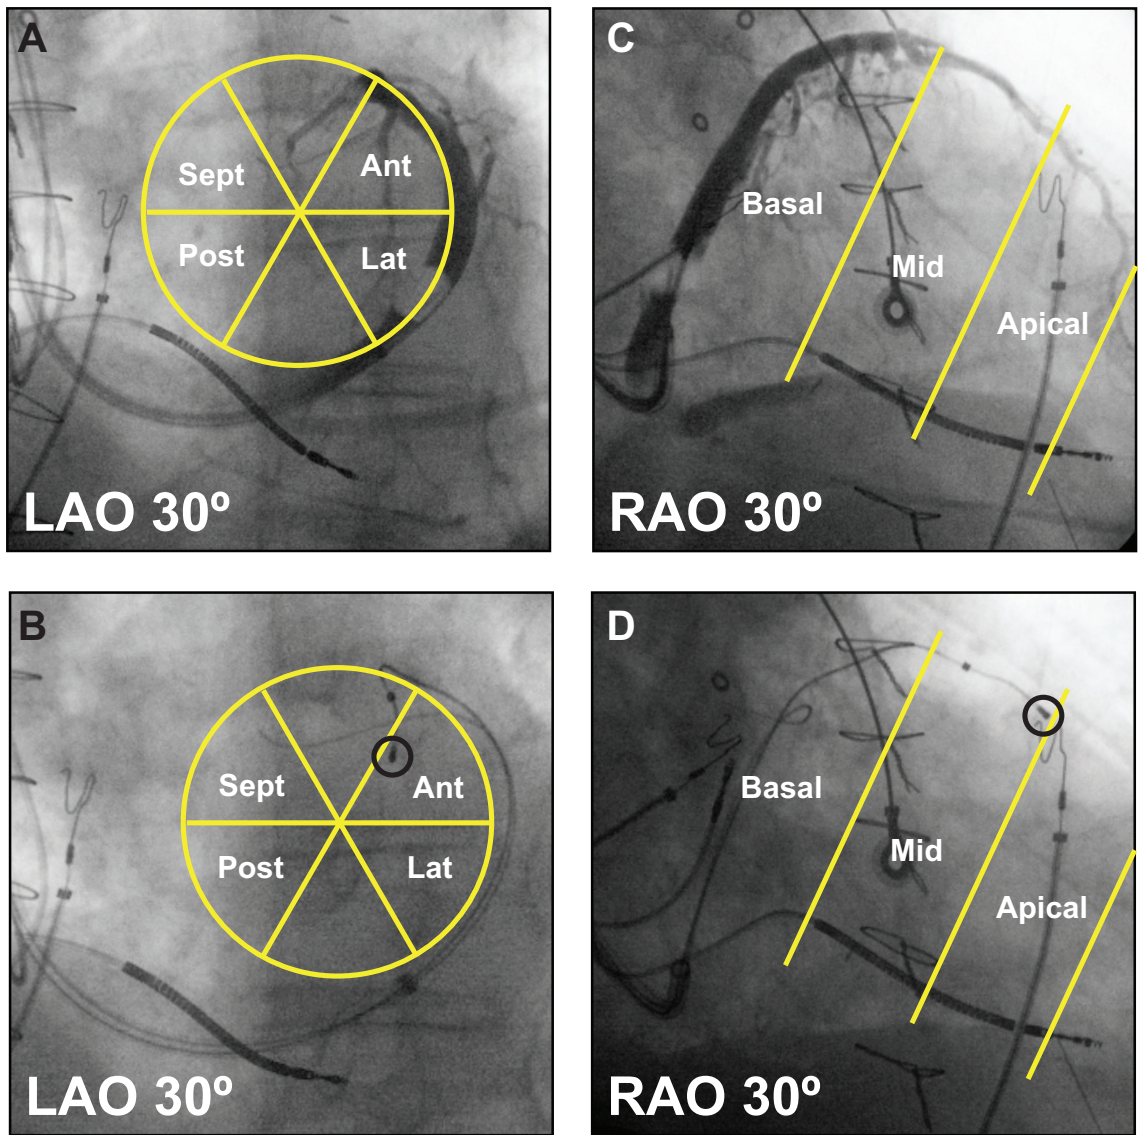 A
Sept
Ant
Post
Lat
LAO 30º
C
Basal
Mid
Apical
RAO 30º
B
Sept
Ant
Post
Lat
LAO 30º
D
Basal
Mid
Apical
RAO 30º